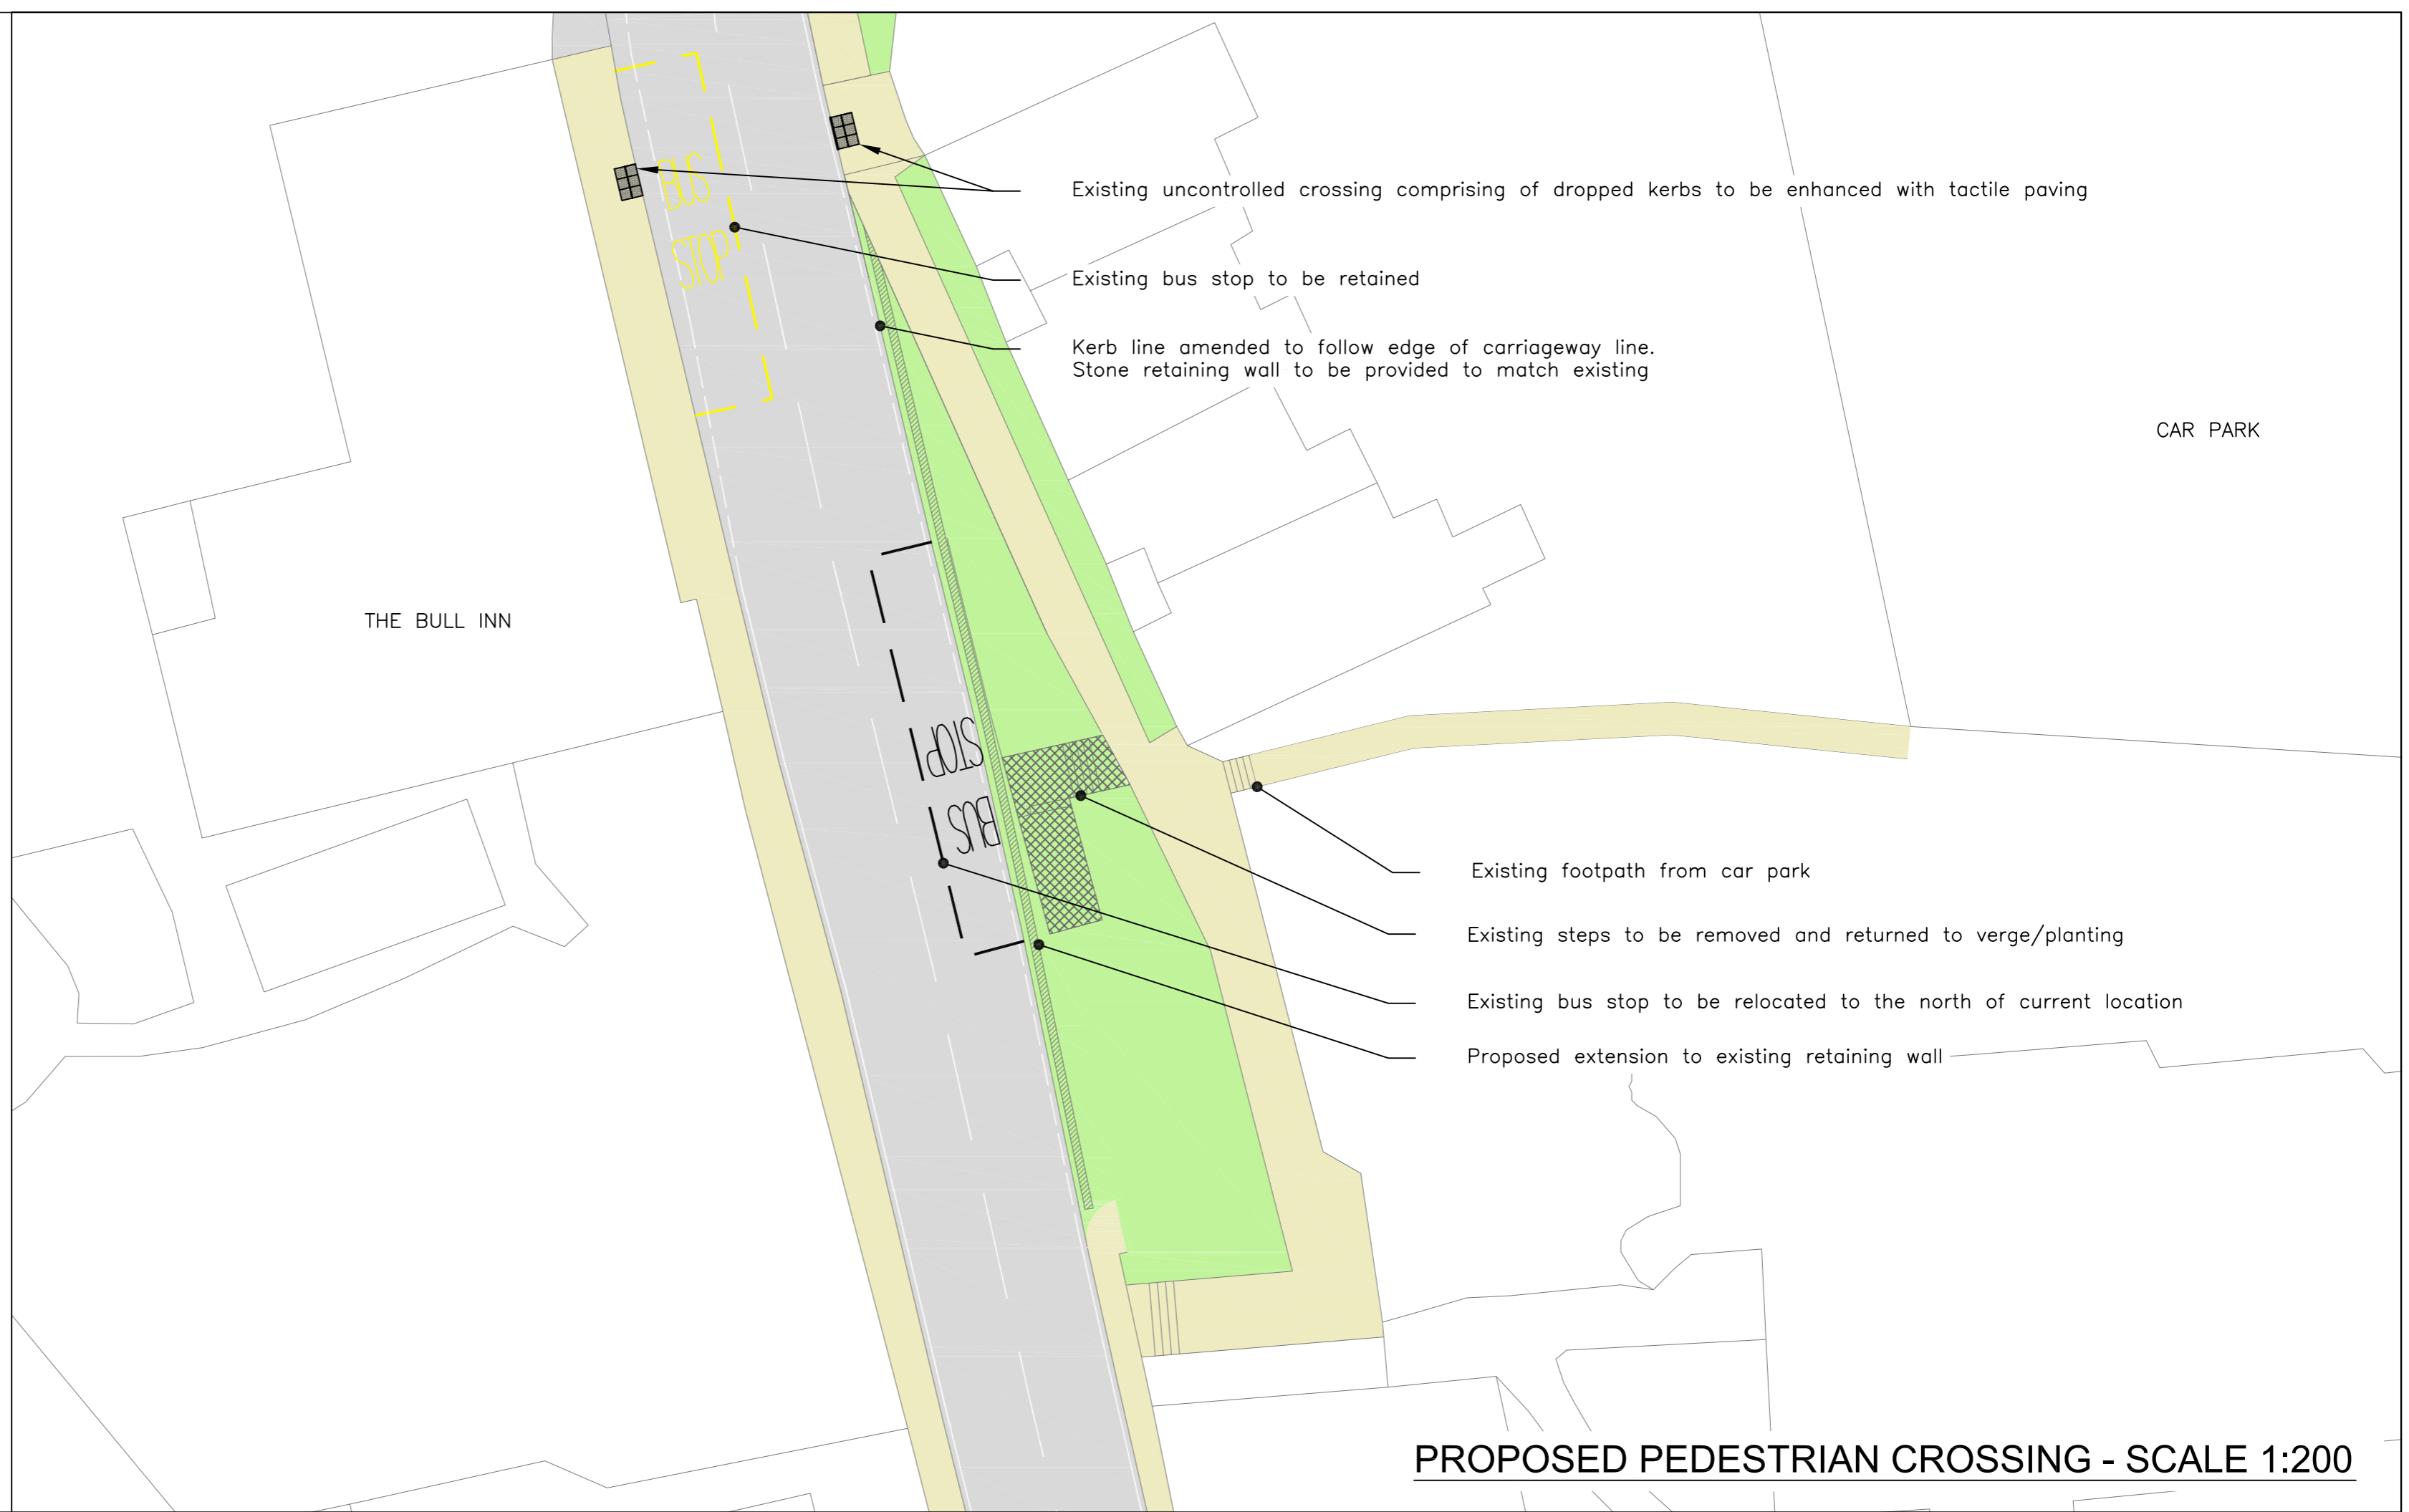 BUS
STOP
Existing uncontrolled crossing comprising of dropped kerbs to be enhanced with tactile paving
Existing bus stop to be retained
Kerb line amended to follow edge of carriageway line.
Stone retaining wall to be provided to match existing
CAR PARK
THE BULL INN
BUS
STOP
Existing footpath from car park
Existing steps to be removed and returned to verge/planting
Existing bus stop to be relocated to the north of current location
Proposed extension to existing retaining wall
PROPOSED PEDESTRIAN CROSSING - SCALE 1:200